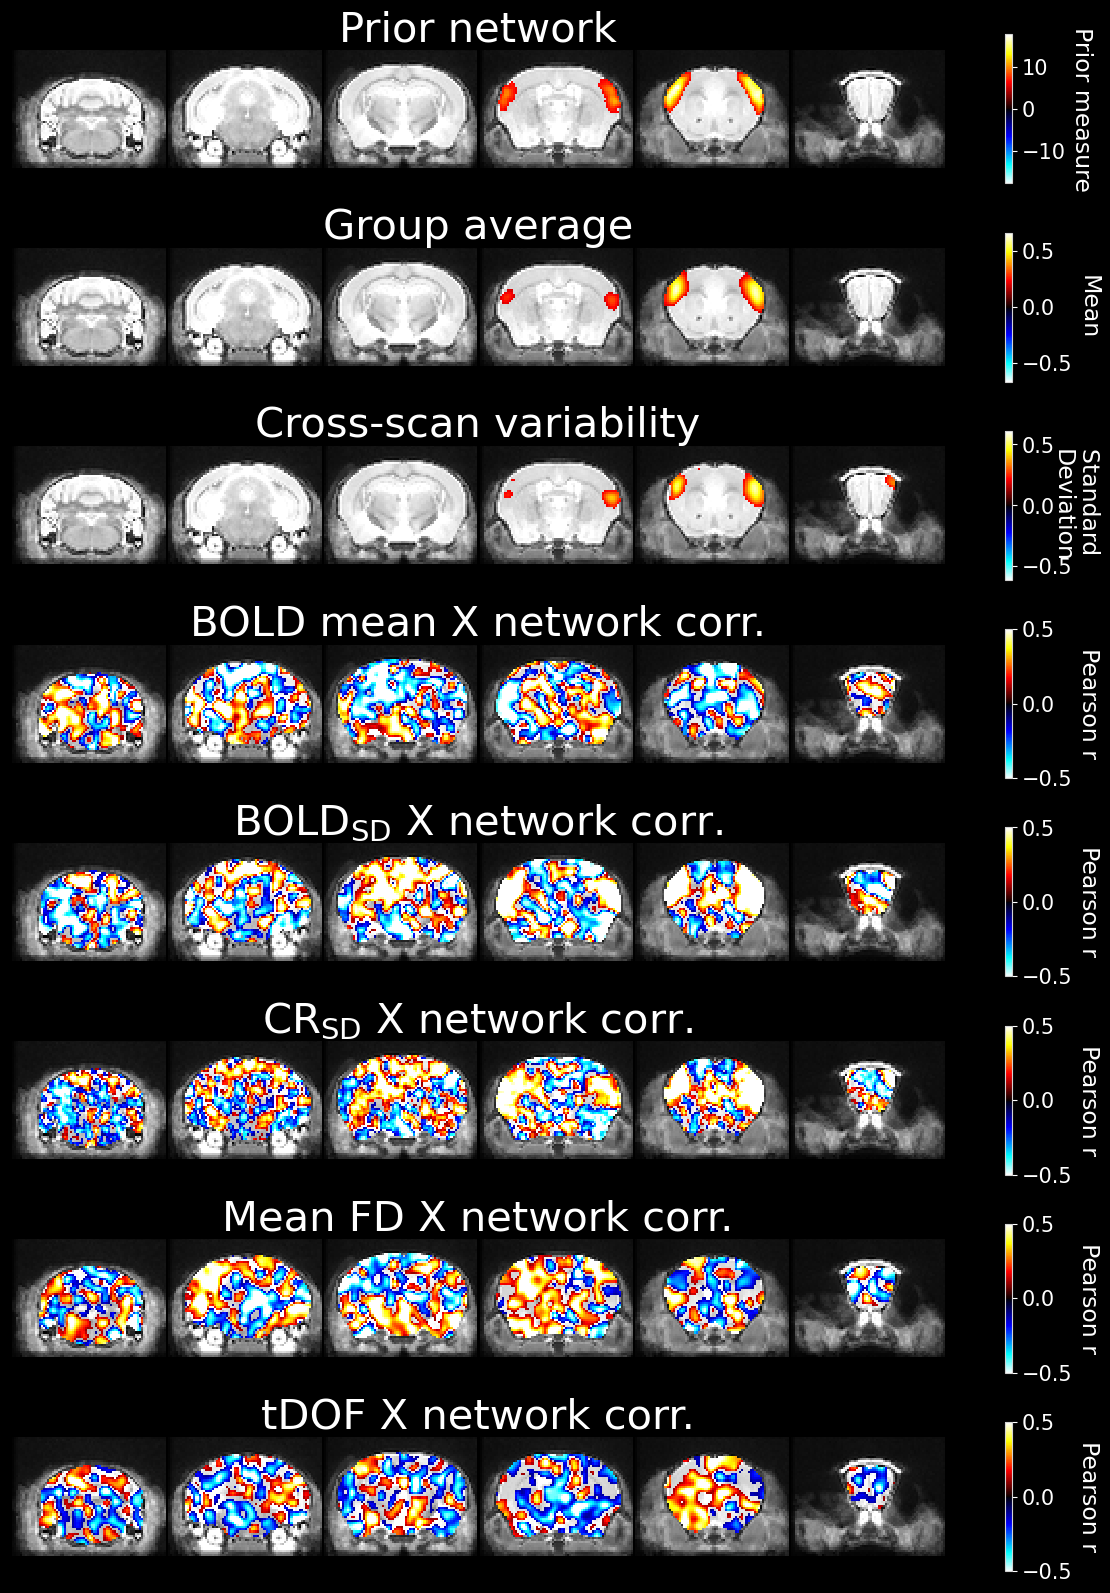 Prior network
10
0
−10
Prior measure
Group average
0.5
0.0
−0.5
Mean
Cross-scan variability
0.5
0.0
−0.5
Standard
Deviation
BOLD mean X network corr.
0.5
0.0
−0.5
Pearson r
BOLD_SD X network corr.
0.5
0.0
−0.5
Pearson r
CR_SD X network corr.
0.5
0.0
−0.5
Pearson r
Mean FD X network corr.
0.5
0.0
−0.5
Pearson r
tDOF X network corr.
0.5
0.0
−0.5
Pearson r